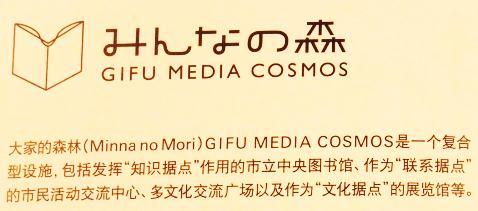 みんなの森
GIFU MEDIA COSMOS
大家的森林(Minna no Mori)GIFU MEDIA COSMOS是一个复合
型设施，包括发挥“知识据点”作用的市立中央图书馆、作为“联系据点”
的市民活动交流中心、多文化交流广场以及作为“文化据点”的展览馆等。